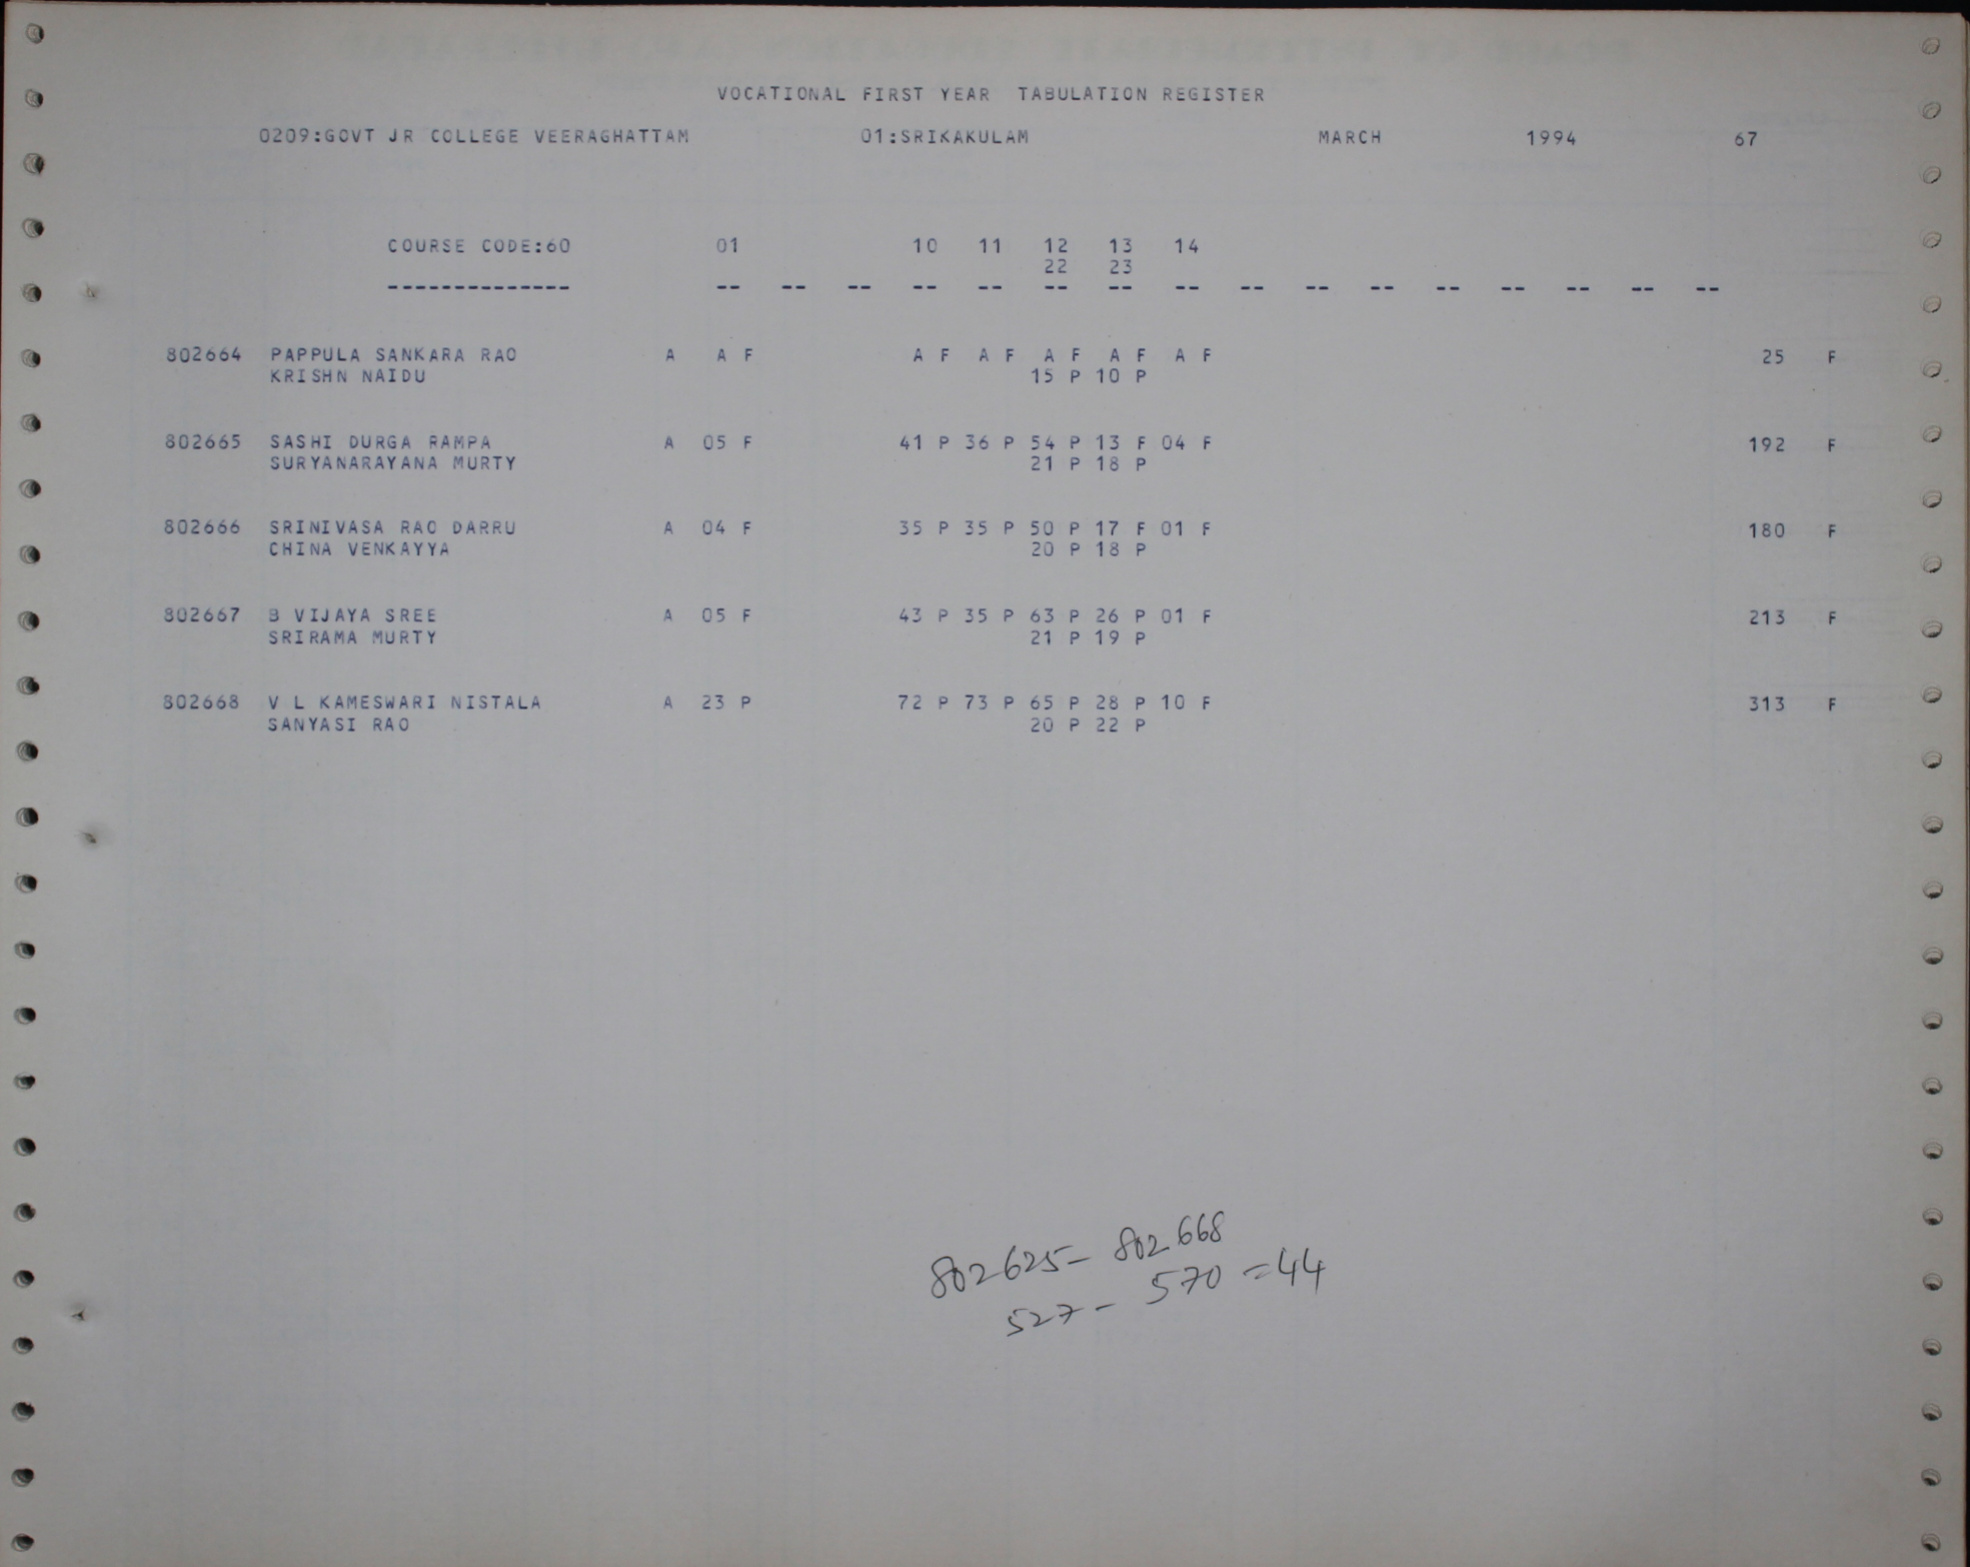 VOCATIONAL FIRST YEAR TABULATION REGISTER
0209:GOVT JR COLLEGE VEERAGHATTAM 01:SRIKAKULAM MARCH 1994 67
COURSE CODE:60 01 10 11 12 13 14
22 23
-------------- -- -- -- -- -- -- -- -- -- -- -- -- -- -- -- --
802664 PAPPULA SANKARA RAO A A F A F A F A F A F A F 25 F
KRISHN NAIDU 15 P 10 P
802665 SASHI DURGA RAMPA A 05 F 41 P 36 P 54 P 13 F 04 F 192 F
SURYANARAYANA MURTY 21 P 18 P
802666 SRINIVASA RAO DARRU A 04 F 35 P 35 P 50 P 17 F 01 F 180 F
CHINA VENKAYYA 20 P 18 P
802667 B VIJAYA SREE A 05 F 43 P 35 P 63 P 26 P 01 F 213 F
SRIRAMA MURTY 21 P 19 P
802668 V L KAMESWARI NISTALA A 23 P 72 P 73 P 65 P 28 P 10 F 313 F
SANYASI RAO 20 P 22 P
802625- 802668
527- 570 =44